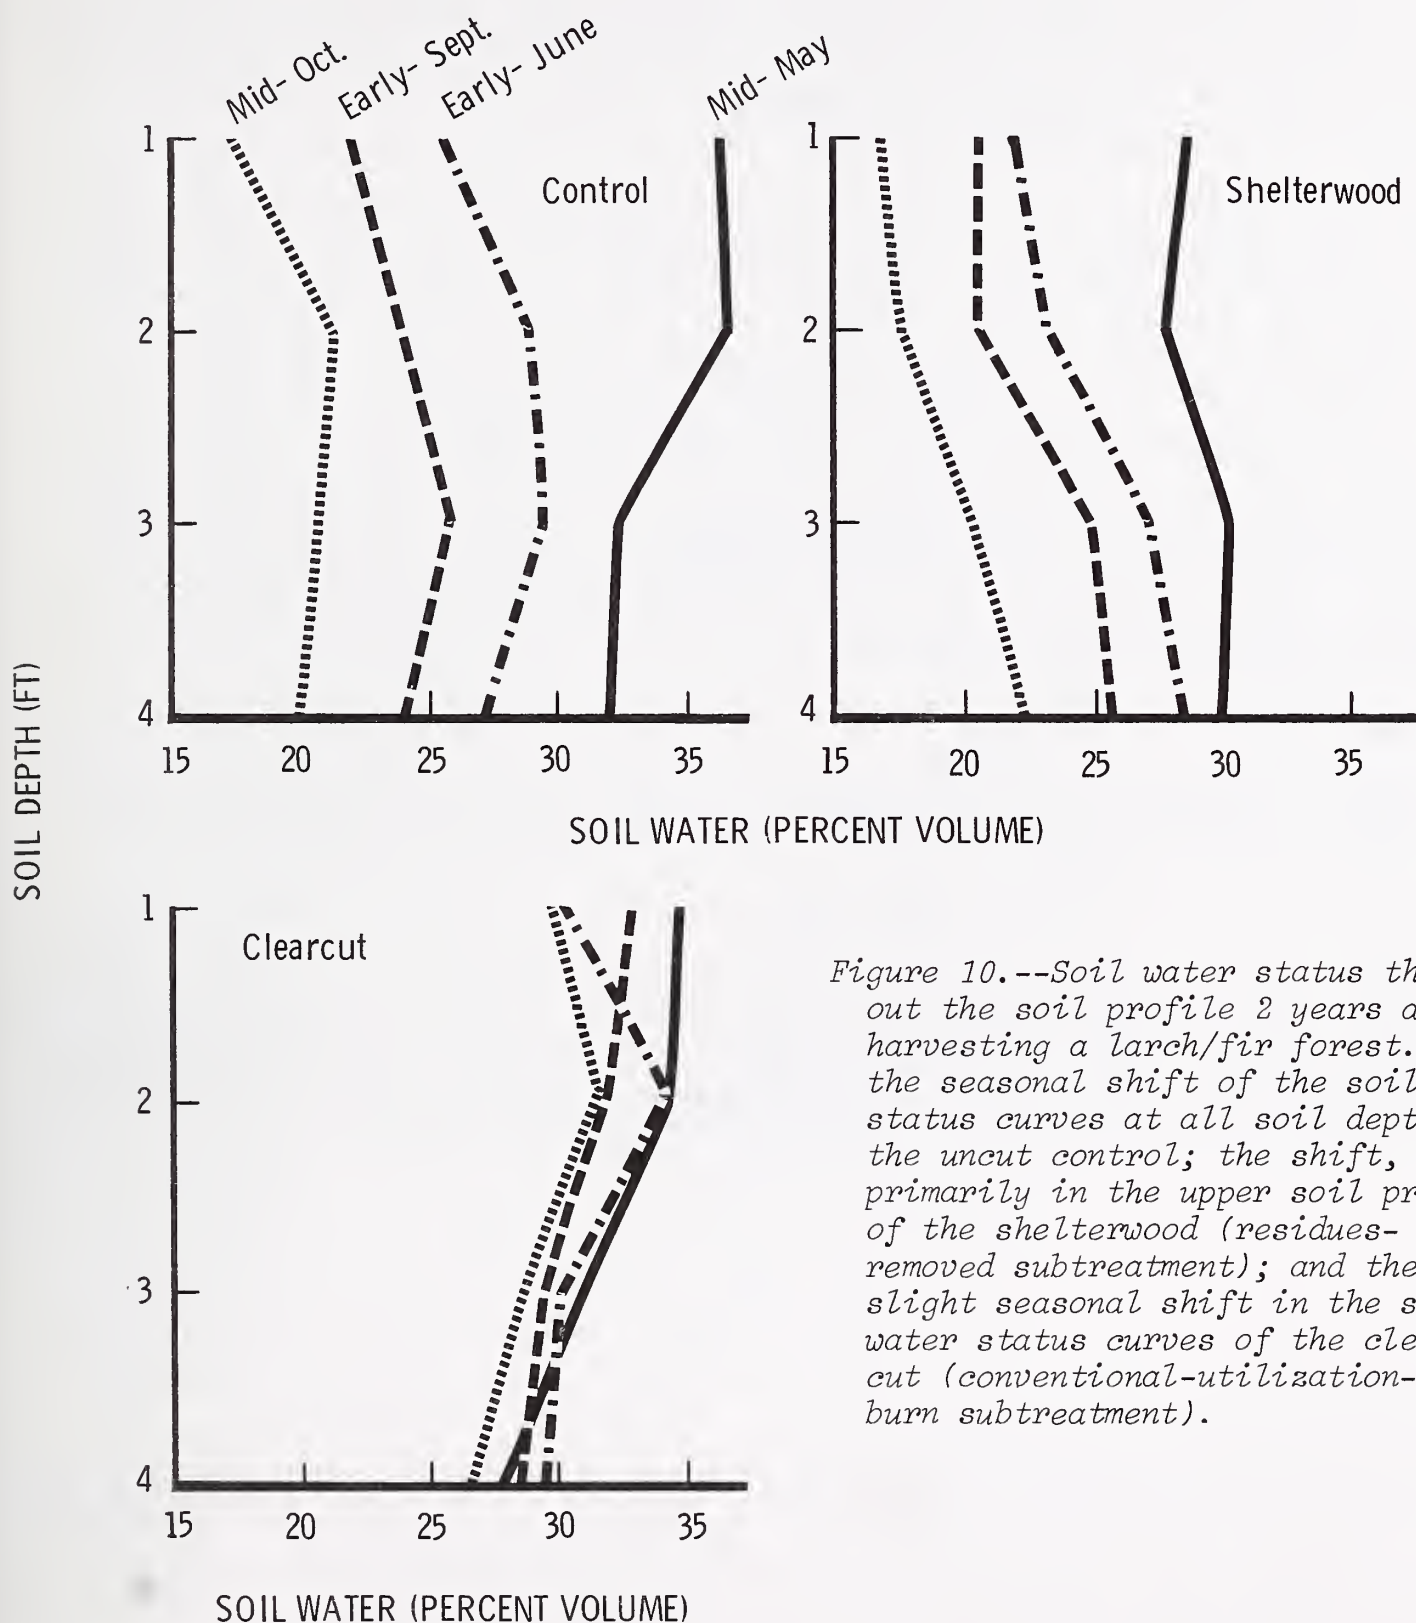 Mid- Oct.
Early- Sept.
Early- June
Mid- May
1
2
3
4
Control
15 20 25 30 35
1
2
3
4
Shelterwood
15 20 25 30 35
SOIL DEPTH (FT)
SOIL WATER (PERCENT VOLUME)
1
2
3
4
Clearcut
15 20 25 30 35
SOIL WATER (PERCENT VOLUME)
Figure 10.--Soil water status th
out the soil profile 2 years a
harvesting a larch/fir forest.
the seasonal shift of the soil
status curves at all soil dept
the uncut control; the shift,
primarily in the upper soil pr
of the shelterwood (residues-
removed subtreatment); and the
slight seasonal shift in the s
water status curves of the cle
cut (conventional-utilization-
burn subtreatment).